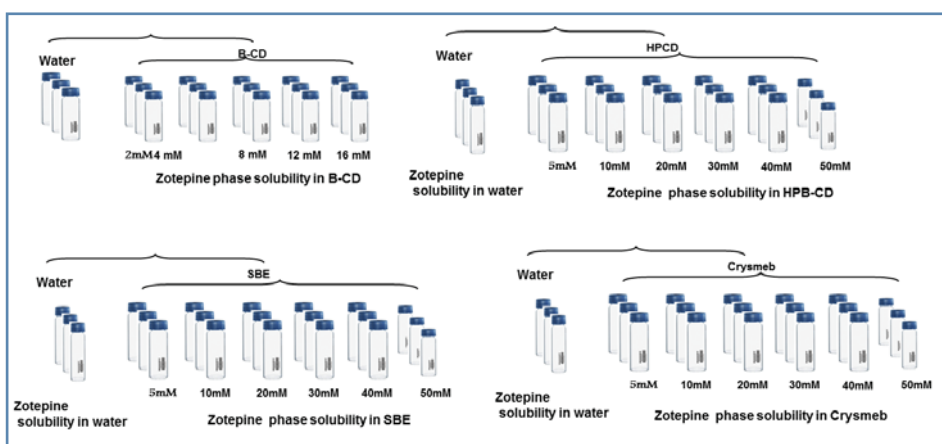 Water
B-CD
2mM 4 mM 8 mM 12 mM 16 mM
Zotepine phase solubility in B-CD
Water
HPCD
5mM 10mM 20mM 30mM 40mM 50mM
Zotepine
solubility in water
Zotepine phase solubility in HPB-CD
Water
SBE
5mM 10mM 20mM 30mM 40mM 50mM
Zotepine
solubility in water
Zotepine phase solubility in SBE
Water
Crysmeb
5mM 10mM 20mM 30mM 40mM 50mM
Zotepine
solubility in water
Zotepine phase solubility in Crysmeb